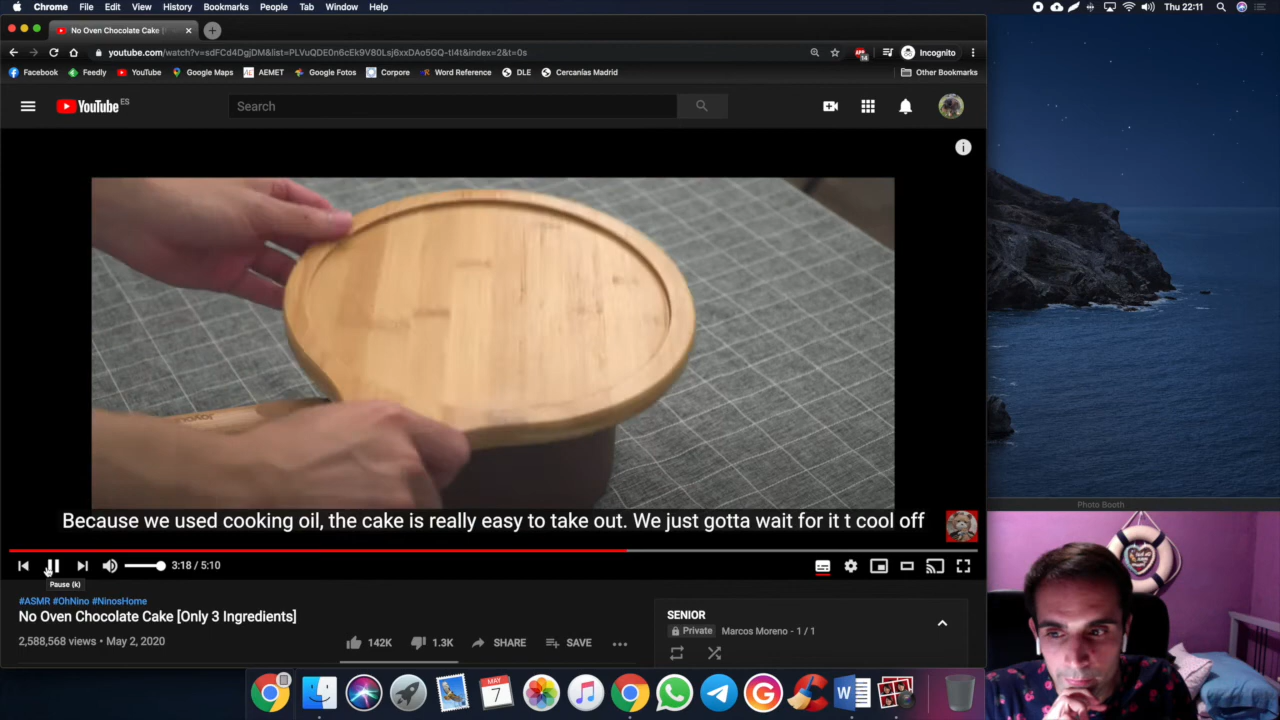 Chrome File Edit View History Bookmarks People Tab Window Help Thu 22:11
No Oven Chocolate Cake
youtube.com/watch?v=sdFCd4DgjDM&list=PLVuQDE0n6cEk9V80Lsj6xxDAo5GQ-tI4t&index=2&t=0s Incognito
Facebook Feedly YouTube Google Maps AEMET Google Fotos Corpore Word Reference DLE Cercanías Madrid Other Bookmarks
YouTube ES Search
Because we used cooking oil, the cake is really easy to take out. We just gotta wait for it t cool off
Photo Booth
3:18 / 5:10
Pause (k)
#ASMR #OhNino #NinosHome
No Oven Chocolate Cake [Only 3 Ingredients]
2,588,568 views • May 2, 2020
142K 1.3K SHARE SAVE
SENIOR
Private Marcos Moreno - 1 / 1
MAY
7